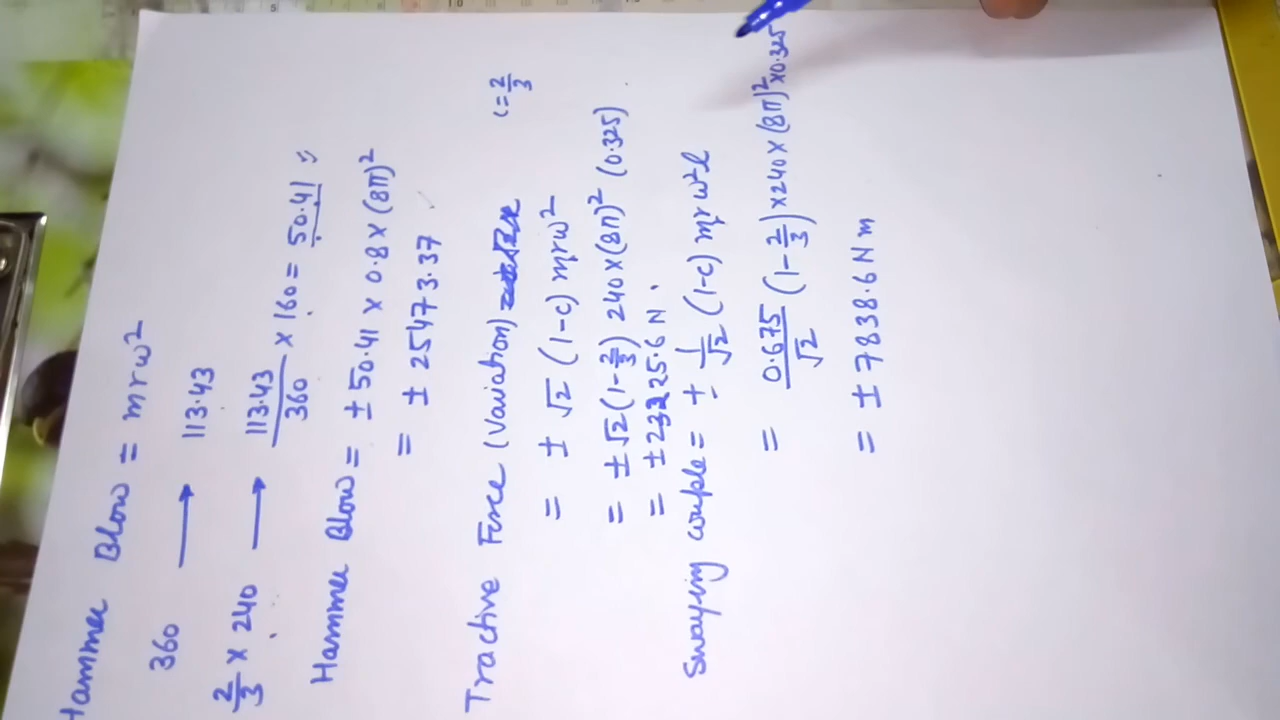 Hammer Blow = mrω²
360 → 113.43
2/3 × 240 → 113.43/360 × 160 = 50.41
Hammer Blow = ± 50.41 × 0.8 × (8π)²
= ± 25473.37
Tractive Force (Variation) c = 2/3
= ± √2 (1-c) mrω²
= ± √2 (1 - 2/3) 240 × (8π)² (0.325)
= ± 23225.6 N.
Swaying couple = ± 1/√2 (1-c) mrω²l
= 0.675/√2 (1 - 2/3) × 240 × (8π)² × 0.325
= ± 7838.6 N m